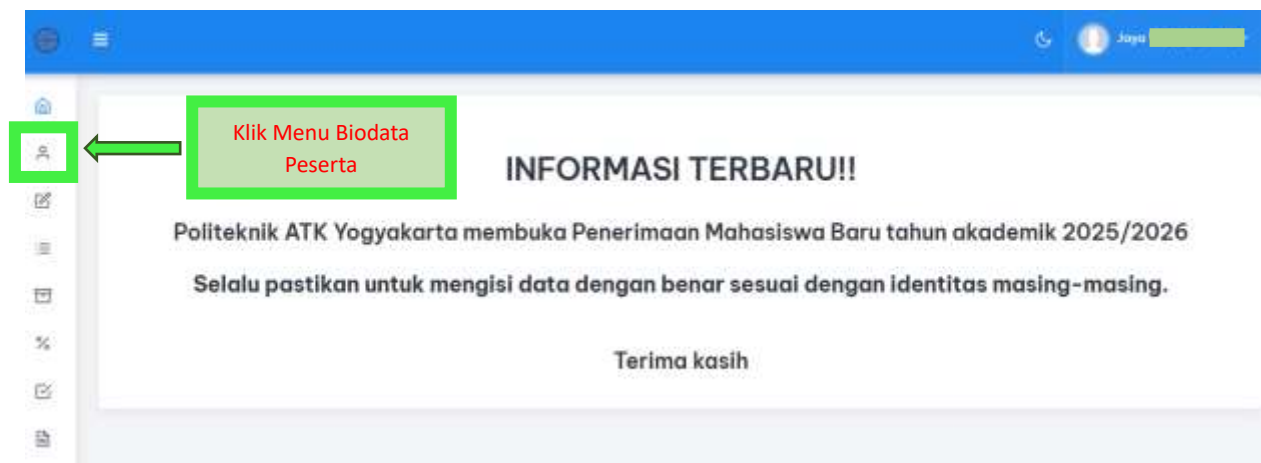 Jaya
Klik Menu Biodata
Peserta
INFORMASI TERBARU!!
Politeknik ATK Yogyakarta membuka Penerimaan Mahasiswa Baru tahun akademik 2025/2026
Selalu pastikan untuk mengisi data dengan benar sesuai dengan identitas masing-masing.
Terima kasih